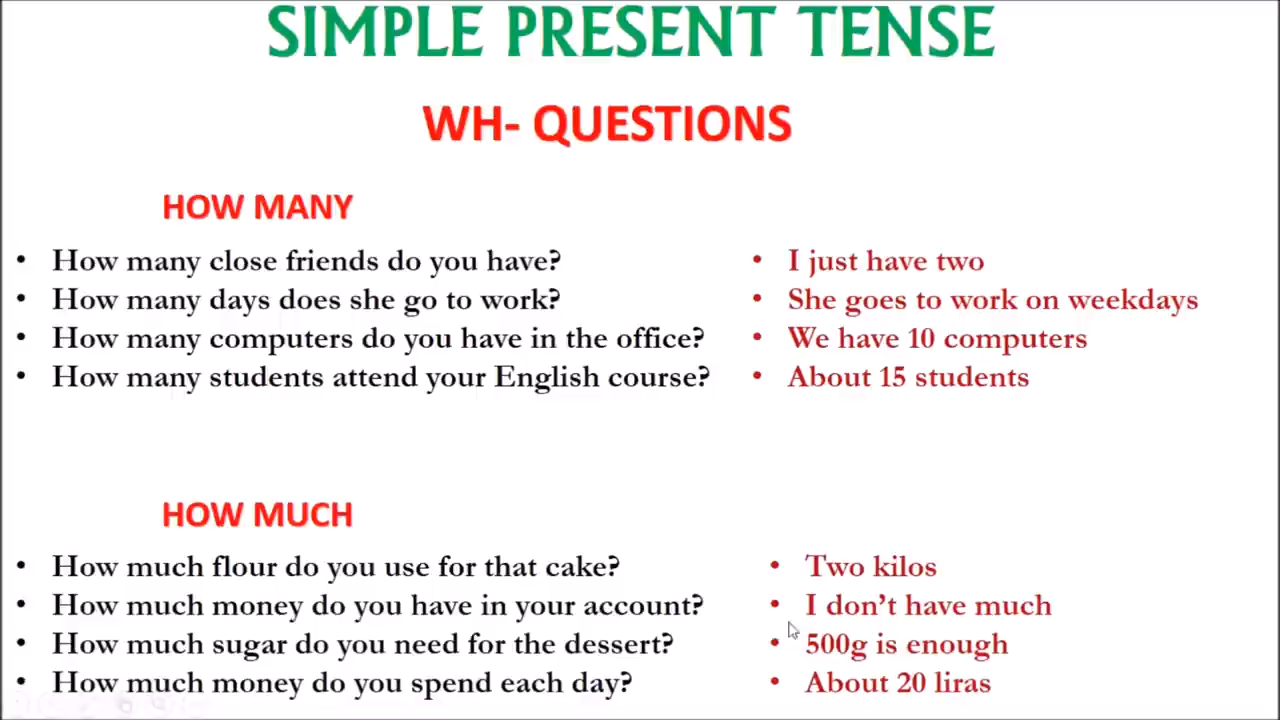 SIMPLE PRESENT TENSE
WH- QUESTIONS
HOW MANY
• How many close friends do you have?
• I just have two
• How many days does she go to work?
• She goes to work on weekdays
• How many computers do you have in the office?
• We have 10 computers
• How many students attend your English course?
• About 15 students
HOW MUCH
• How much flour do you use for that cake?
• Two kilos
• How much money do you have in your account?
• I don't have much
• How much sugar do you need for the dessert?
• 500g is enough
• How much money do you spend each day?
• About 20 liras